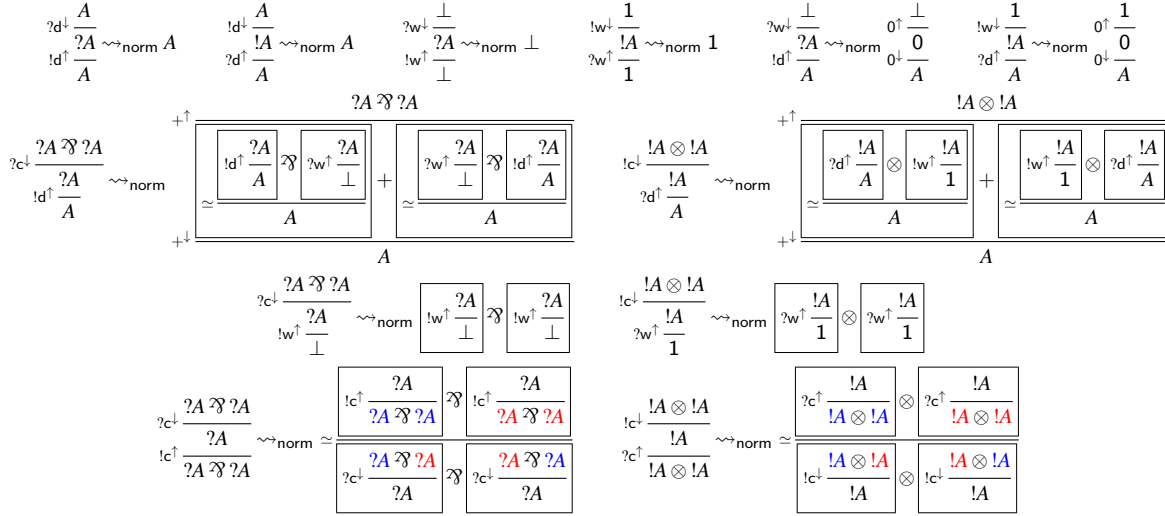 ?d↓ A !d↓ A ?w↓ ⊥ !w↓ 1 ?w↓ ⊥ 0↑ ⊥ !w↓ 1 0↑ 1
?A ⇝norm A !A ⇝norm A ?A ⇝norm ⊥ !A ⇝norm 1 ?A ⇝norm 0 !A ⇝norm 0
!d↑ A ?d↑ A !w↑ ⊥ ?w↑ 1 !d↑ A 0↓ A ?d↑ A 0↓ A
+↑ ?A ⅋ ?A +↑ !A ⊗ !A
?c↓ ?A ⅋ ?A !d↑ ?A ⅋ ?w↑ ?A ?w↑ ?A ⅋ !d↑ ?A !c↓ !A ⊗ !A ?d↑ !A ⊗ !w↑ !A !w↑ !A ⊗ ?d↑ !A
?A ⇝norm A ⊥ + ⊥ A !A ⇝norm A 1 + 1 A
!d↑ A ≃ A ≃ A ?d↑ A ≃ A ≃ A
+↓ A +↓ A
?c↓ ?A ⅋ ?A !c↓ !A ⊗ !A
?A ⇝norm !w↑ ?A ⅋ !w↑ ?A !A ⇝norm ?w↑ !A ⊗ ?w↑ !A
!w↑ ⊥ ⊥ ⊥ ?w↑ 1 1 1
!c↑ ?A ⅋ !c↑ ?A ?c↑ !A ⊗ ?c↑ !A
?c↓ ?A ⅋ ?A ?A ⅋ ?A ?A ⅋ ?A !c↓ !A ⊗ !A !A ⊗ !A !A ⊗ !A
?A ⇝norm ≃ !A ⇝norm ≃
!c↑ ?A ⅋ ?A ?c↓ ?A ⅋ ?A ⅋ ?c↓ ?A ⅋ ?A ?c↑ !A ⊗ !A !c↓ !A ⊗ !A ⊗ !c↓ !A ⊗ !A
?A ?A !A !A